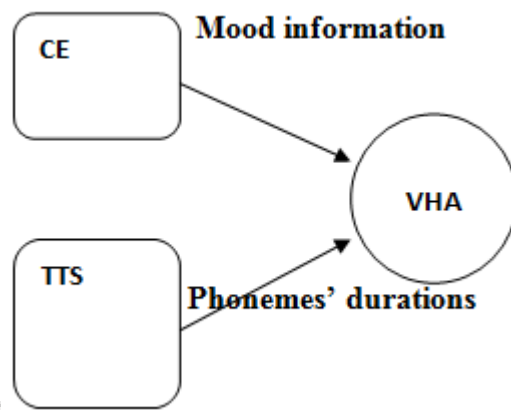 Mood information
CE
VHA
TTS
Phonemes’ durations